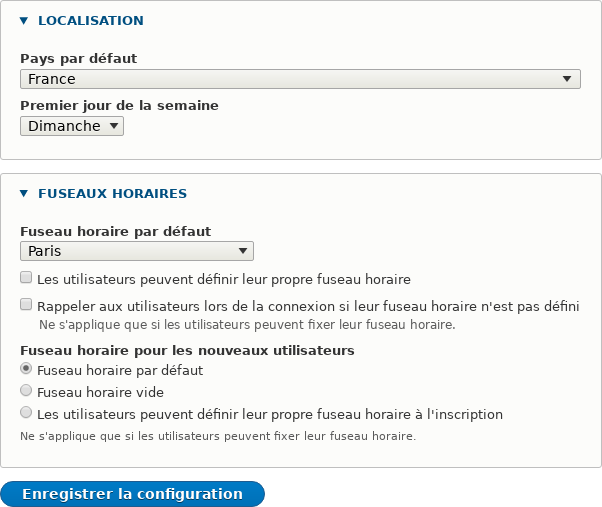 LOCALISATION
Pays par défaut
France
Premier jour de la semaine
Dimanche
FUSEAUX HORAIRES
Fuseau horaire par défaut
Paris
Les utilisateurs peuvent définir leur propre fuseau horaire
Rappeler aux utilisateurs lors de la connexion si leur fuseau horaire n'est pas défini
Ne s'applique que si les utilisateurs peuvent fixer leur fuseau horaire.
Fuseau horaire pour les nouveaux utilisateurs
Fuseau horaire par défaut
Fuseau horaire vide
Les utilisateurs peuvent définir leur propre fuseau horaire à l'inscription
Ne s'applique que si les utilisateurs peuvent fixer leur fuseau horaire.
Enregistrer la configuration